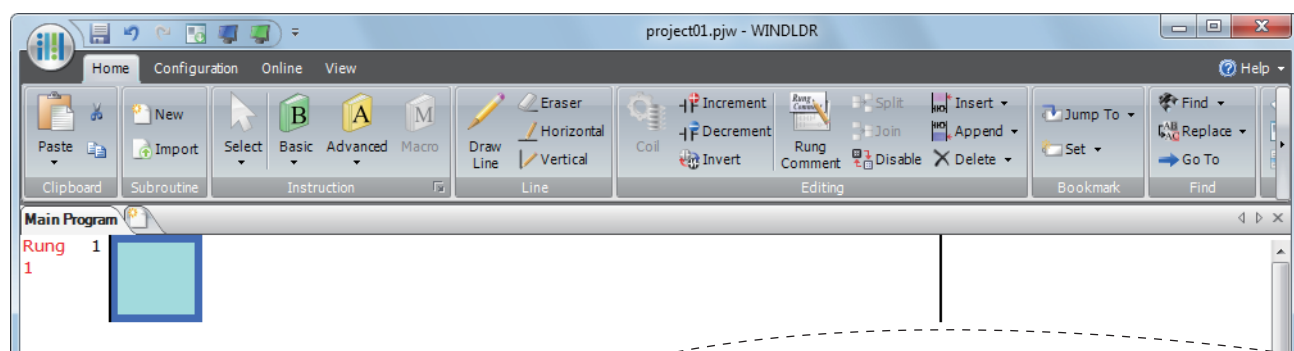 project01.pjw - WINDLDR
Home Configuration Online View Help
Paste
Clipboard
New
Import
Subroutine
Select
B
Basic
A
Advanced
M
Macro
Instruction
Draw
Line
Eraser
Horizontal
Vertical
Line
Coil
Increment
Decrement
Invert
Rung
Comment
Split
Join
Disable
Insert
Append
Delete
Editing
Jump To
Set
Bookmark
Find
Replace
Go To
Find
Main Program
Rung 1
1